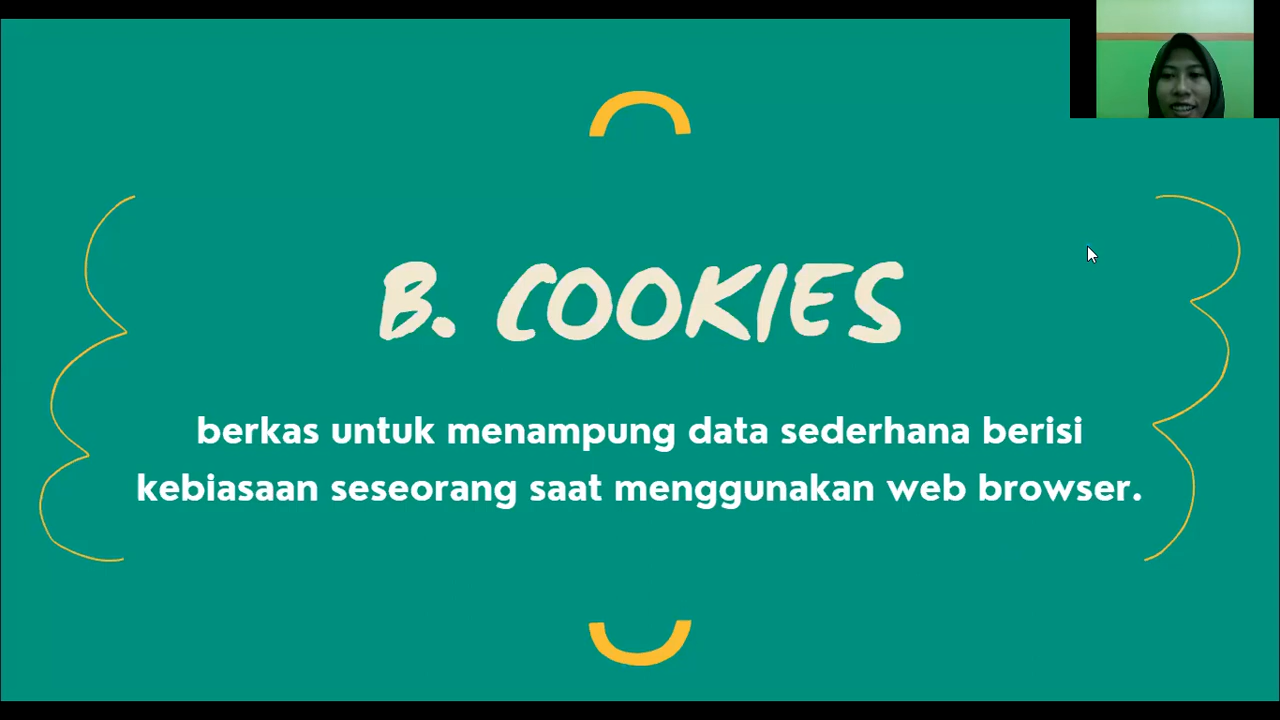 B. COOKIES
berkas untuk menampung data sederhana berisi
kebiasaan seseorang saat menggunakan web browser.